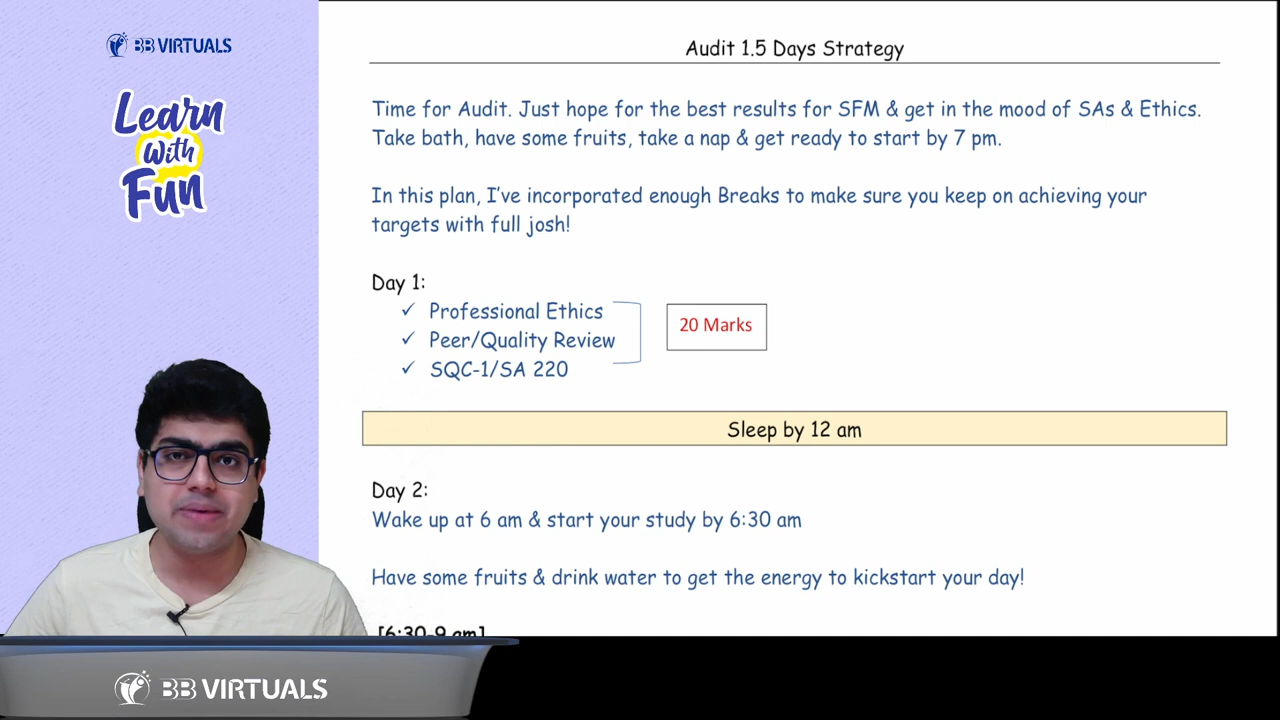 BB VIRTUALS
Learn
With
Fun
Audit 1.5 Days Strategy
Time for Audit. Just hope for the best results for SFM & get in the mood of SAs & Ethics.
Take bath, have some fruits, take a nap & get ready to start by 7 pm.
In this plan, I've incorporated enough Breaks to make sure you keep on achieving your
targets with full josh!
Day 1:
✓ Professional Ethics
✓ Peer/Quality Review
✓ SQC-1/SA 220
20 Marks
Sleep by 12 am
Day 2:
Wake up at 6 am & start your study by 6:30 am
Have some fruits & drink water to get the energy to kickstart your day!
[6:30-9 am]
BB VIRTUALS